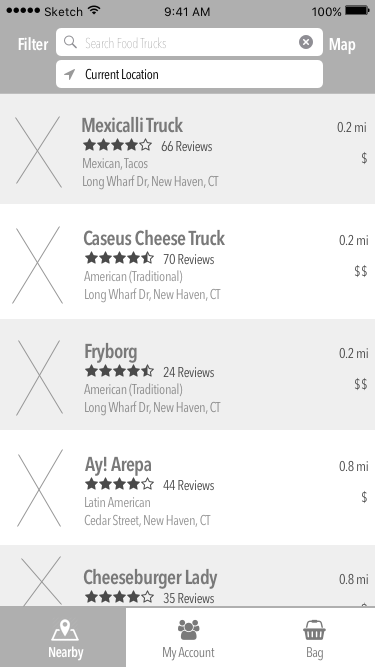 Sketch 9:41 AM 100%
Filter Search Food Trucks Map
Current Location
Mexicalli Truck 0.2 mi
66 Reviews
Mexican, Tacos $
Long Wharf Dr, New Haven, CT
Caseus Cheese Truck 0.2 mi
70 Reviews
American (Traditional) $$
Long Wharf Dr, New Haven, CT
Fryborg 0.2 mi
24 Reviews
American (Traditional) $$
Long Wharf Dr, New Haven, CT
Ay! Arepa 0.8 mi
44 Reviews
Latin American $
Cedar Street, New Haven, CT
Cheeseburger Lady 0.8 mi
35 Reviews
Nearby My Account Bag